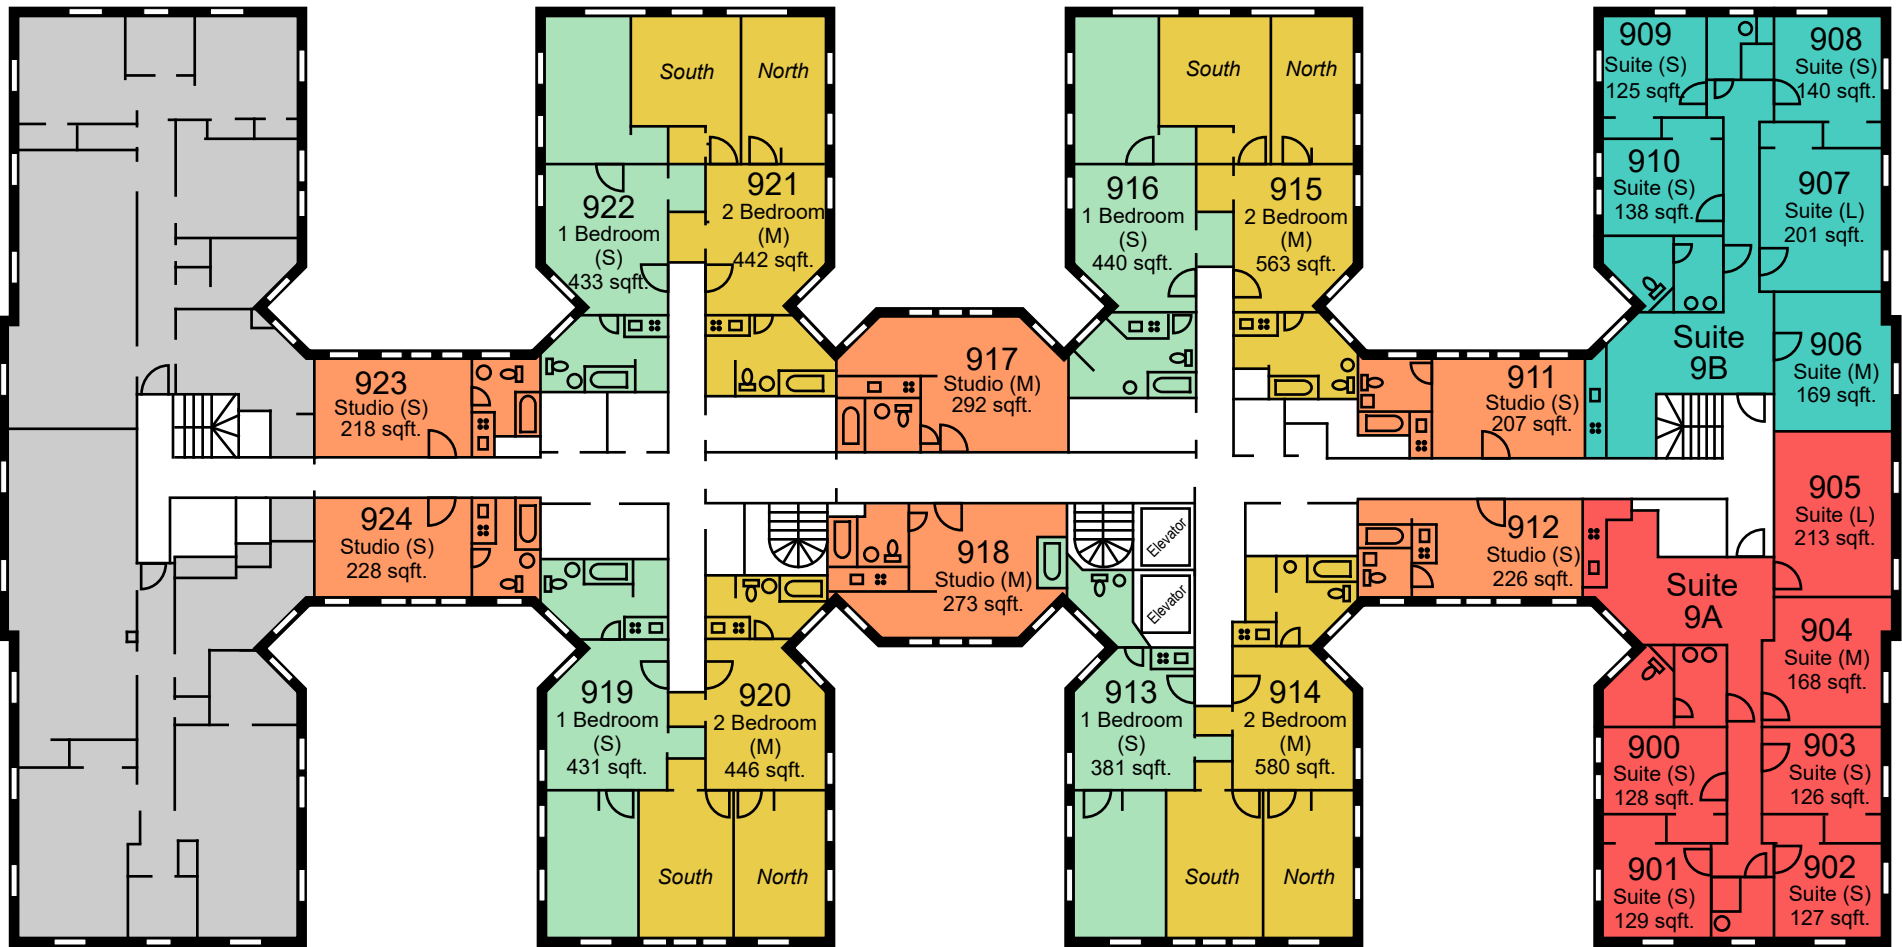 South
North
South
North
909
Suite (S)
125 sqft.
908
Suite (S)
140 sqft.
922
1 Bedroom
(S)
433 sqft.
921
2 Bedroom
(M)
442 sqft.
916
1 Bedroom
(S)
440 sqft.
915
2 Bedroom
(M)
563 sqft.
910
Suite (S)
138 sqft.
907
Suite (L)
201 sqft.
923
Studio (S)
218 sqft.
917
Studio (M)
292 sqft.
911
Studio (S)
207 sqft.
Suite
9B
906
Suite (M)
169 sqft.
924
Studio (S)
228 sqft.
918
Studio (M)
273 sqft.
Elevator
Elevator
912
Studio (S)
226 sqft.
905
Suite (L)
213 sqft.
Suite
9A
904
Suite (M)
168 sqft.
919
1 Bedroom
(S)
431 sqft.
920
2 Bedroom
(M)
446 sqft.
913
1 Bedroom
(S)
381 sqft.
914
2 Bedroom
(M)
580 sqft.
900
Suite (S)
128 sqft.
903
Suite (S)
126 sqft.
South
North
South
North
901
Suite (S)
129 sqft.
902
Suite (S)
127 sqft.